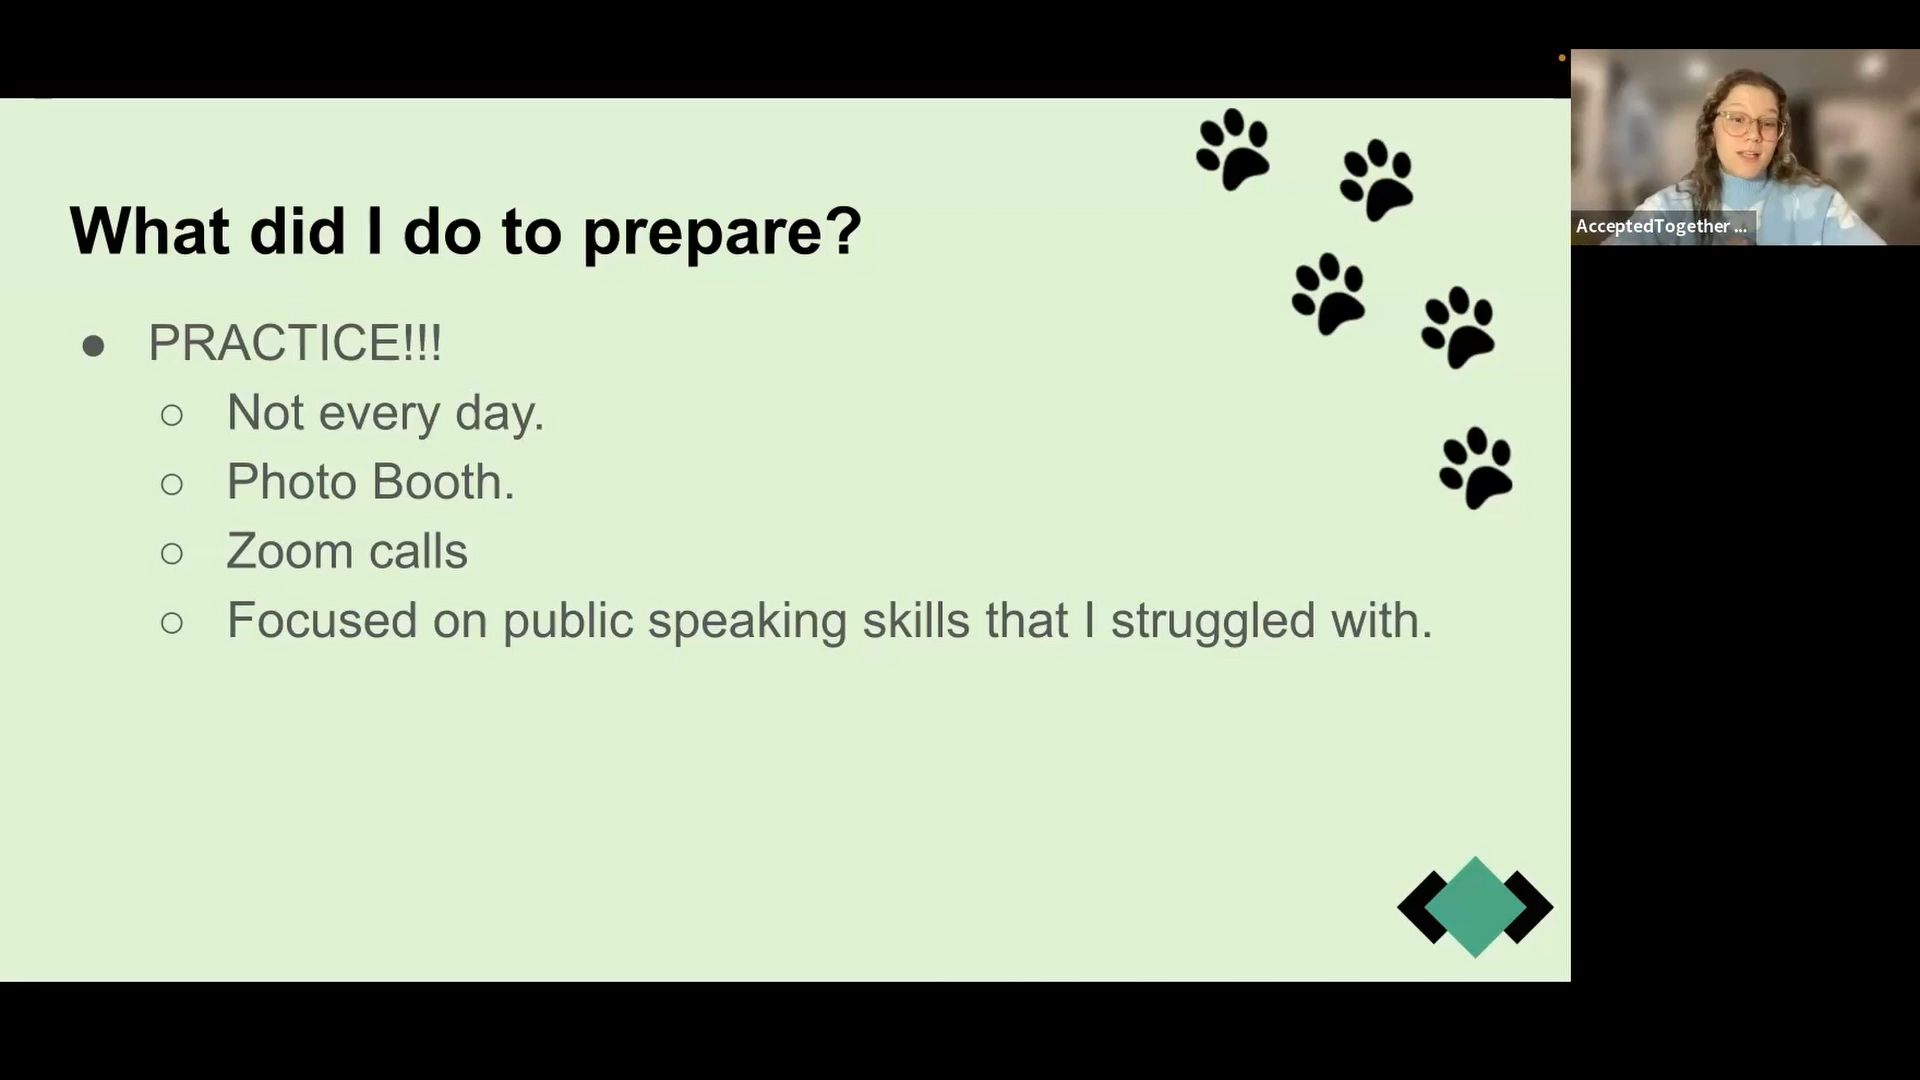 What did I do to prepare?
● PRACTICE!!!
○ Not every day.
○ Photo Booth.
○ Zoom calls
○ Focused on public speaking skills that I struggled with.
AcceptedTogether ...